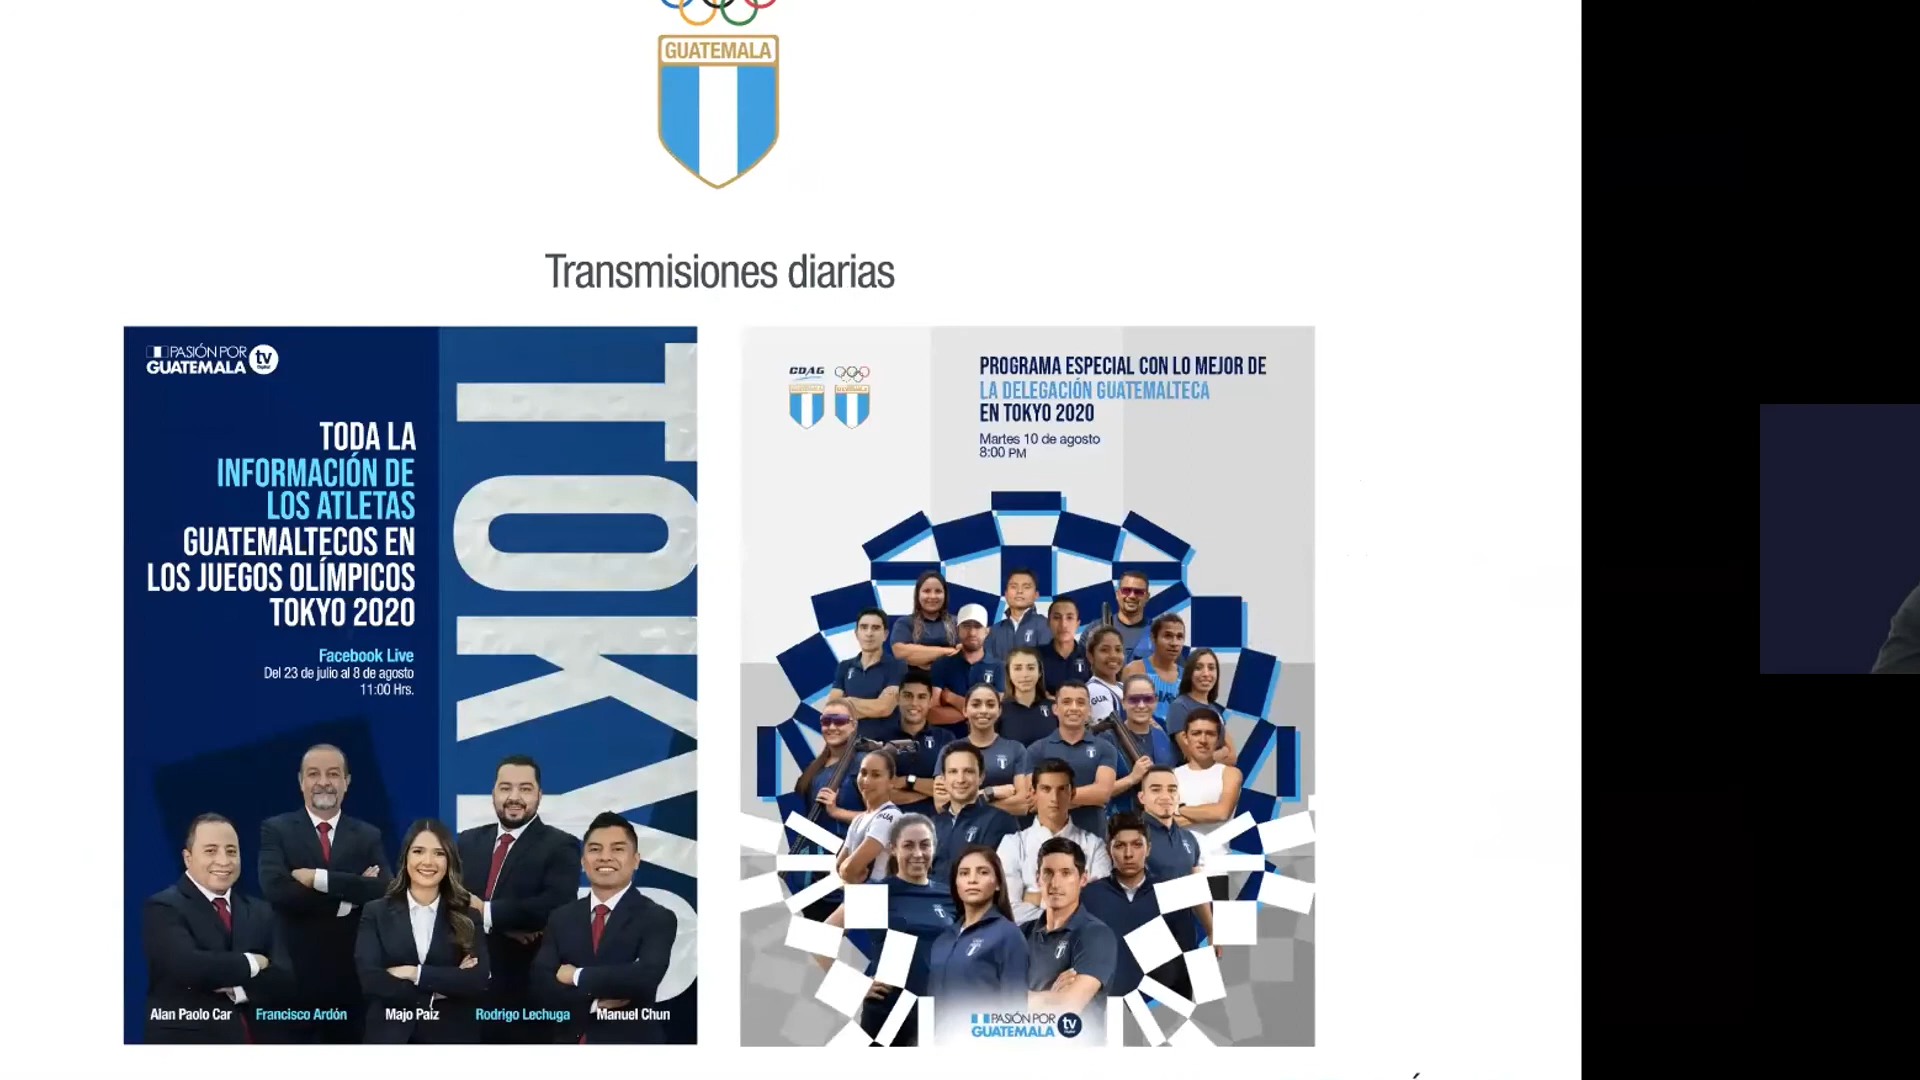 GUATEMALA
Transmisiones diarias
PASIÓN POR
GUATEMALA
tv
TODA LA
INFORMACIÓN DE
LOS ATLETAS
GUATEMALTECOS EN
LOS JUEGOS OLÍMPICOS
TOKYO 2020
Facebook Live
Del 23 de julio al 8 de agosto
11:00 Hrs.
TOKYO
Alan Paolo Car
Francisco Ardón
Majo Paiz
Rodrigo Lechuga
Manuel Chun
CDAG
PROGRAMA ESPECIAL CON LO MEJOR DE
LA DELEGACIÓN GUATEMALTECA
EN TOKYO 2020
Martes 10 de agosto
8:00 PM
GUA
GUA
PASIÓN POR
GUATEMALA
tv